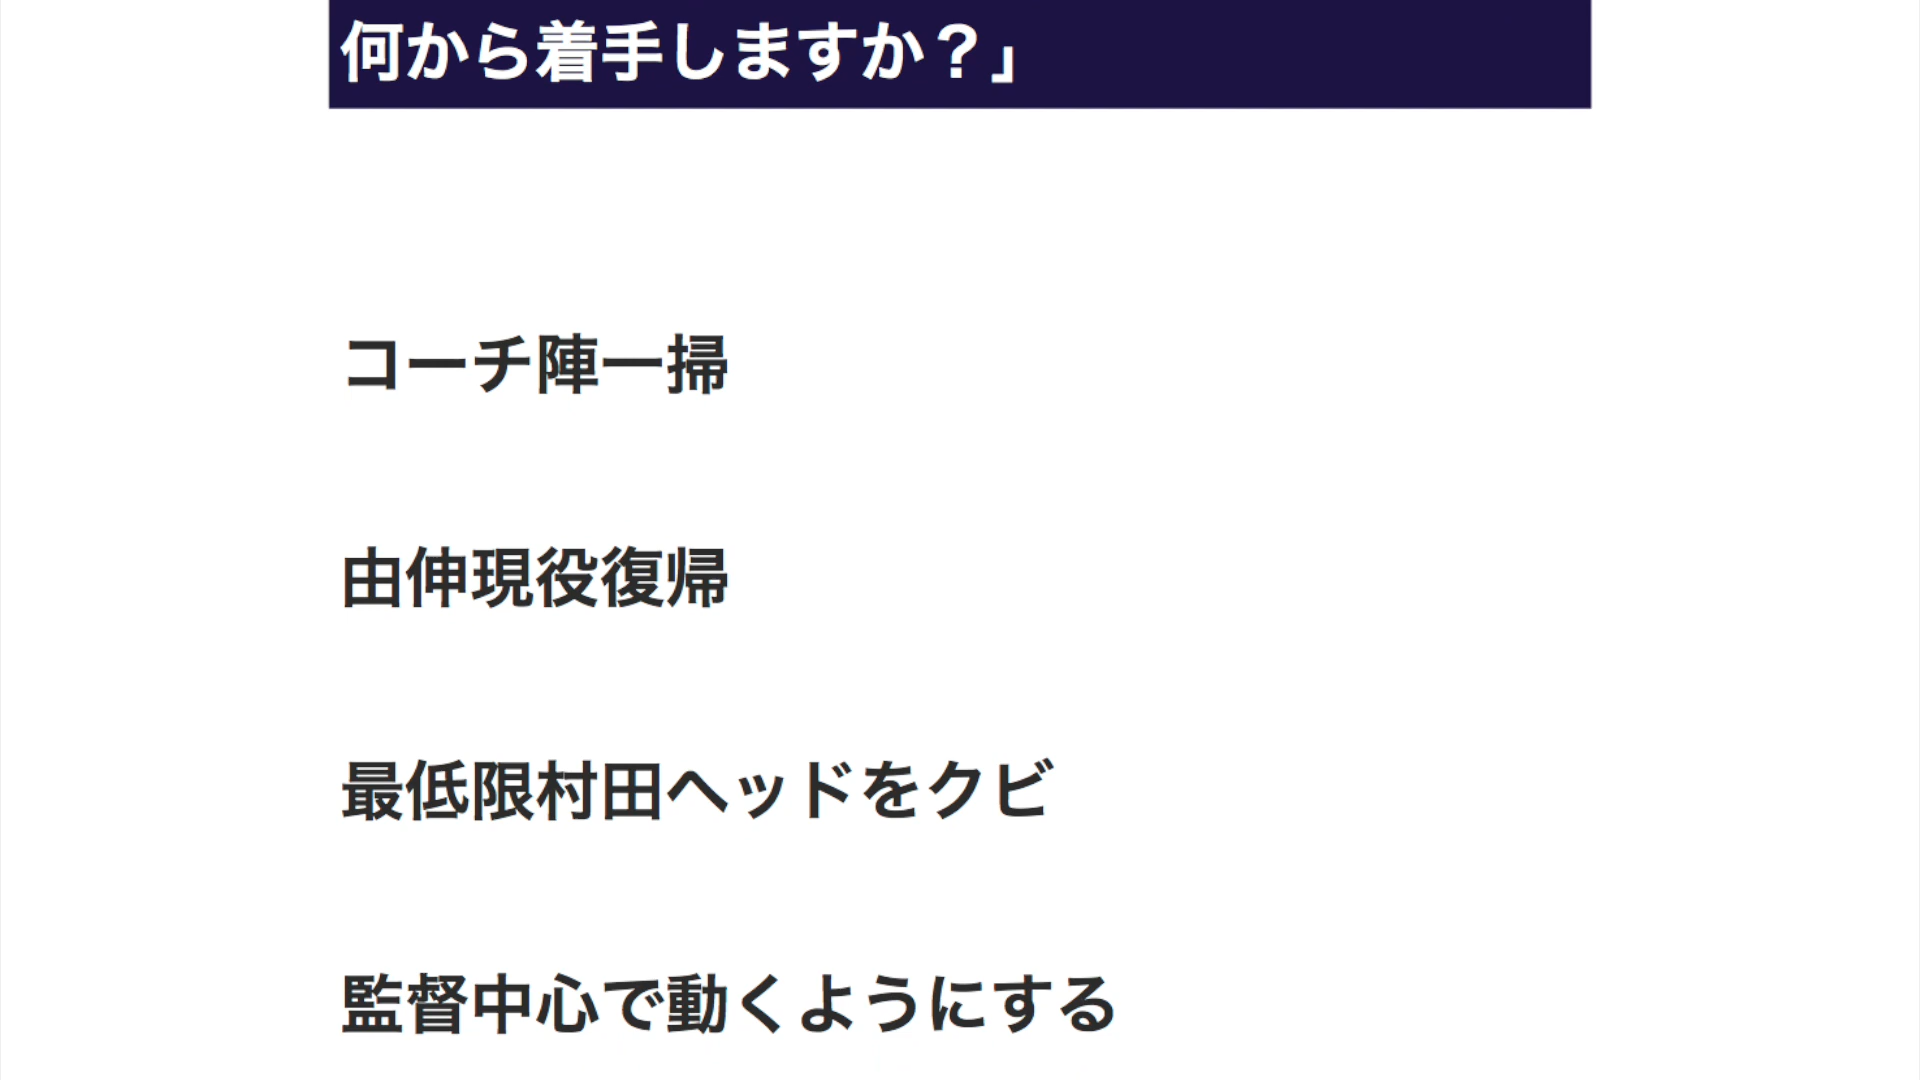 何から着手しますか？」
コーチ陣一掃
由伸現役復帰
最低限村田ヘッドをクビ
監督中心で動くようにする